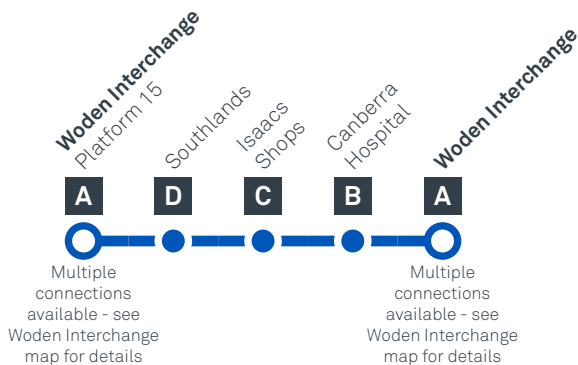 Woden Interchange
Platform 15
Southlands
Isaacs
Shops
Canberra
Hospital
Woden Interchange
A
D
C
B
A
Multiple
connections
available - see
Woden Interchange
map for details
Multiple
connections
available - see
Woden Interchange
map for details